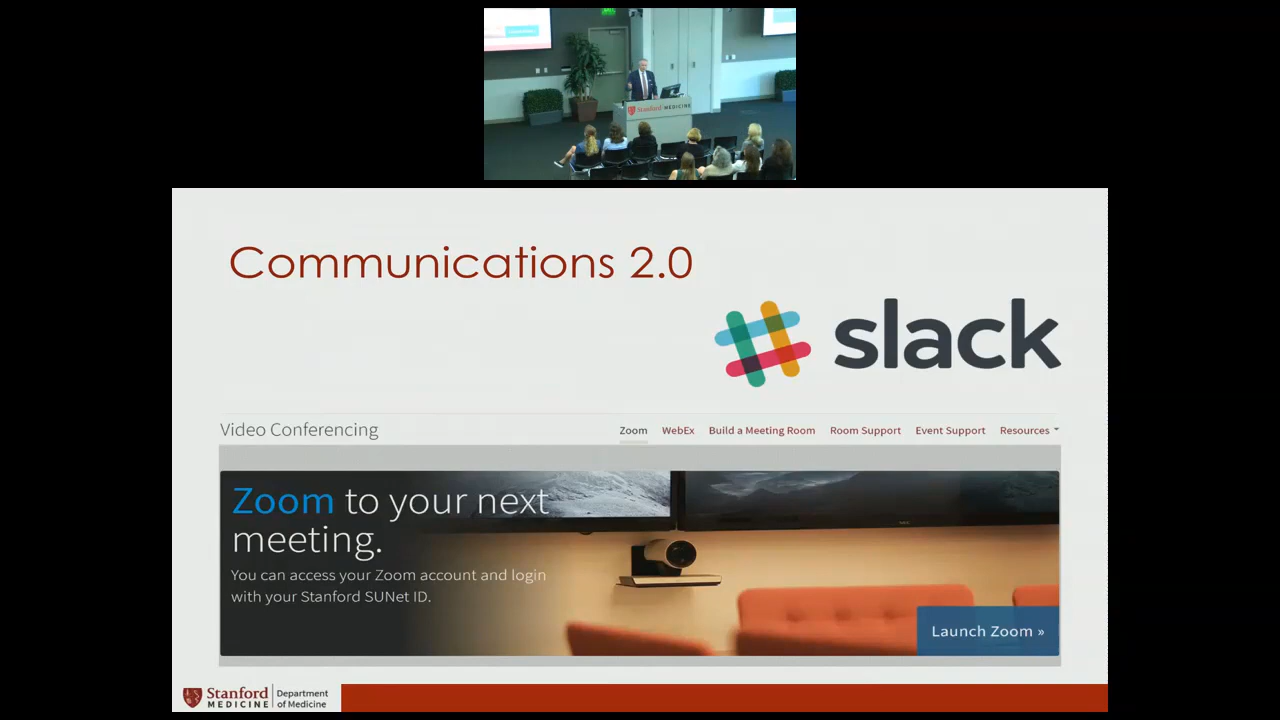 Stanford MEDICINE
Communications 2.0
slack
Video Conferencing
Zoom WebEx Build a Meeting Room Room Support Event Support Resources
Zoom to your next
meeting.
You can access your Zoom account and login
with your Stanford SUNet ID.
Launch Zoom »
Stanford
MEDICINE
Department
of Medicine